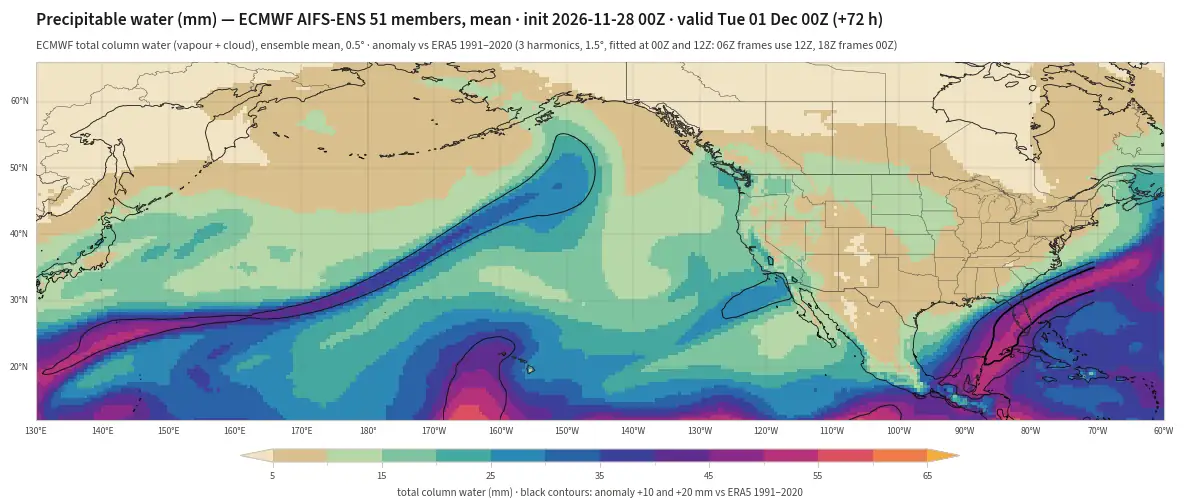 Precipitable water (mm) — ECMWF AIFS-ENS 51 members, mean · init 2026-11-28 00Z · valid Tue 01 Dec 00Z (+72 h)
ECMWF total column water (vapour + cloud), ensemble mean, 0.5° · anomaly vs ERA5 1991–2020 (3 harmonics, 1.5°, fitted at 00Z and 12Z: 06Z frames use 12Z, 18Z frames 00Z)
60°N
50°N
40°N
30°N
20°N
130°E 140°E 150°E 160°E 170°E 180° 170°W 160°W 150°W 140°W 130°W 120°W 110°W 100°W 90°W 80°W 70°W 60°W
5 15 25 35 45 55 65
total column water (mm) · black contours: anomaly +10 and +20 mm vs ERA5 1991–2020